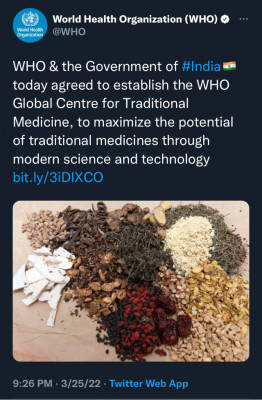 World Health Organization (WHO)
@WHO
WHO & the Government of #India🇮🇳
today agreed to establish the WHO
Global Centre for Traditional
Medicine, to maximize the potential
of traditional medicines through
modern science and technology
bit.ly/3iDIXCO
9:26 PM · 3/25/22 · Twitter Web App